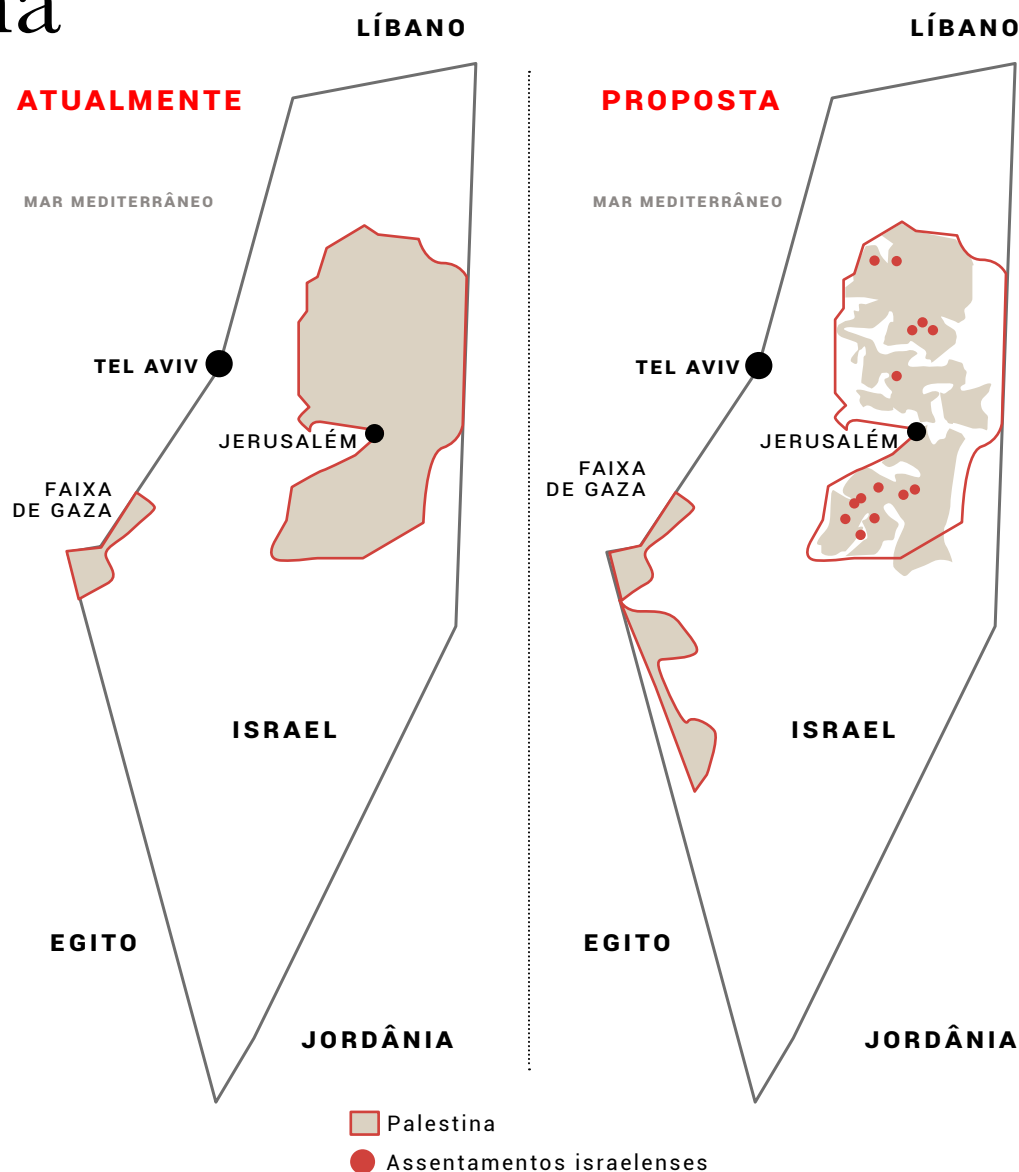 LÍBANO
ATUALMENTE
MAR MEDITERRÂNEO
TEL AVIV
JERUSALÉM
FAIXA
DE GAZA
ISRAEL
EGITO
JORDÂNIA
LÍBANO
PROPOSTA
MAR MEDITERRÂNEO
TEL AVIV
JERUSALÉM
FAIXA
DE GAZA
ISRAEL
EGITO
JORDÂNIA
Palestina
Assentamentos israelenses